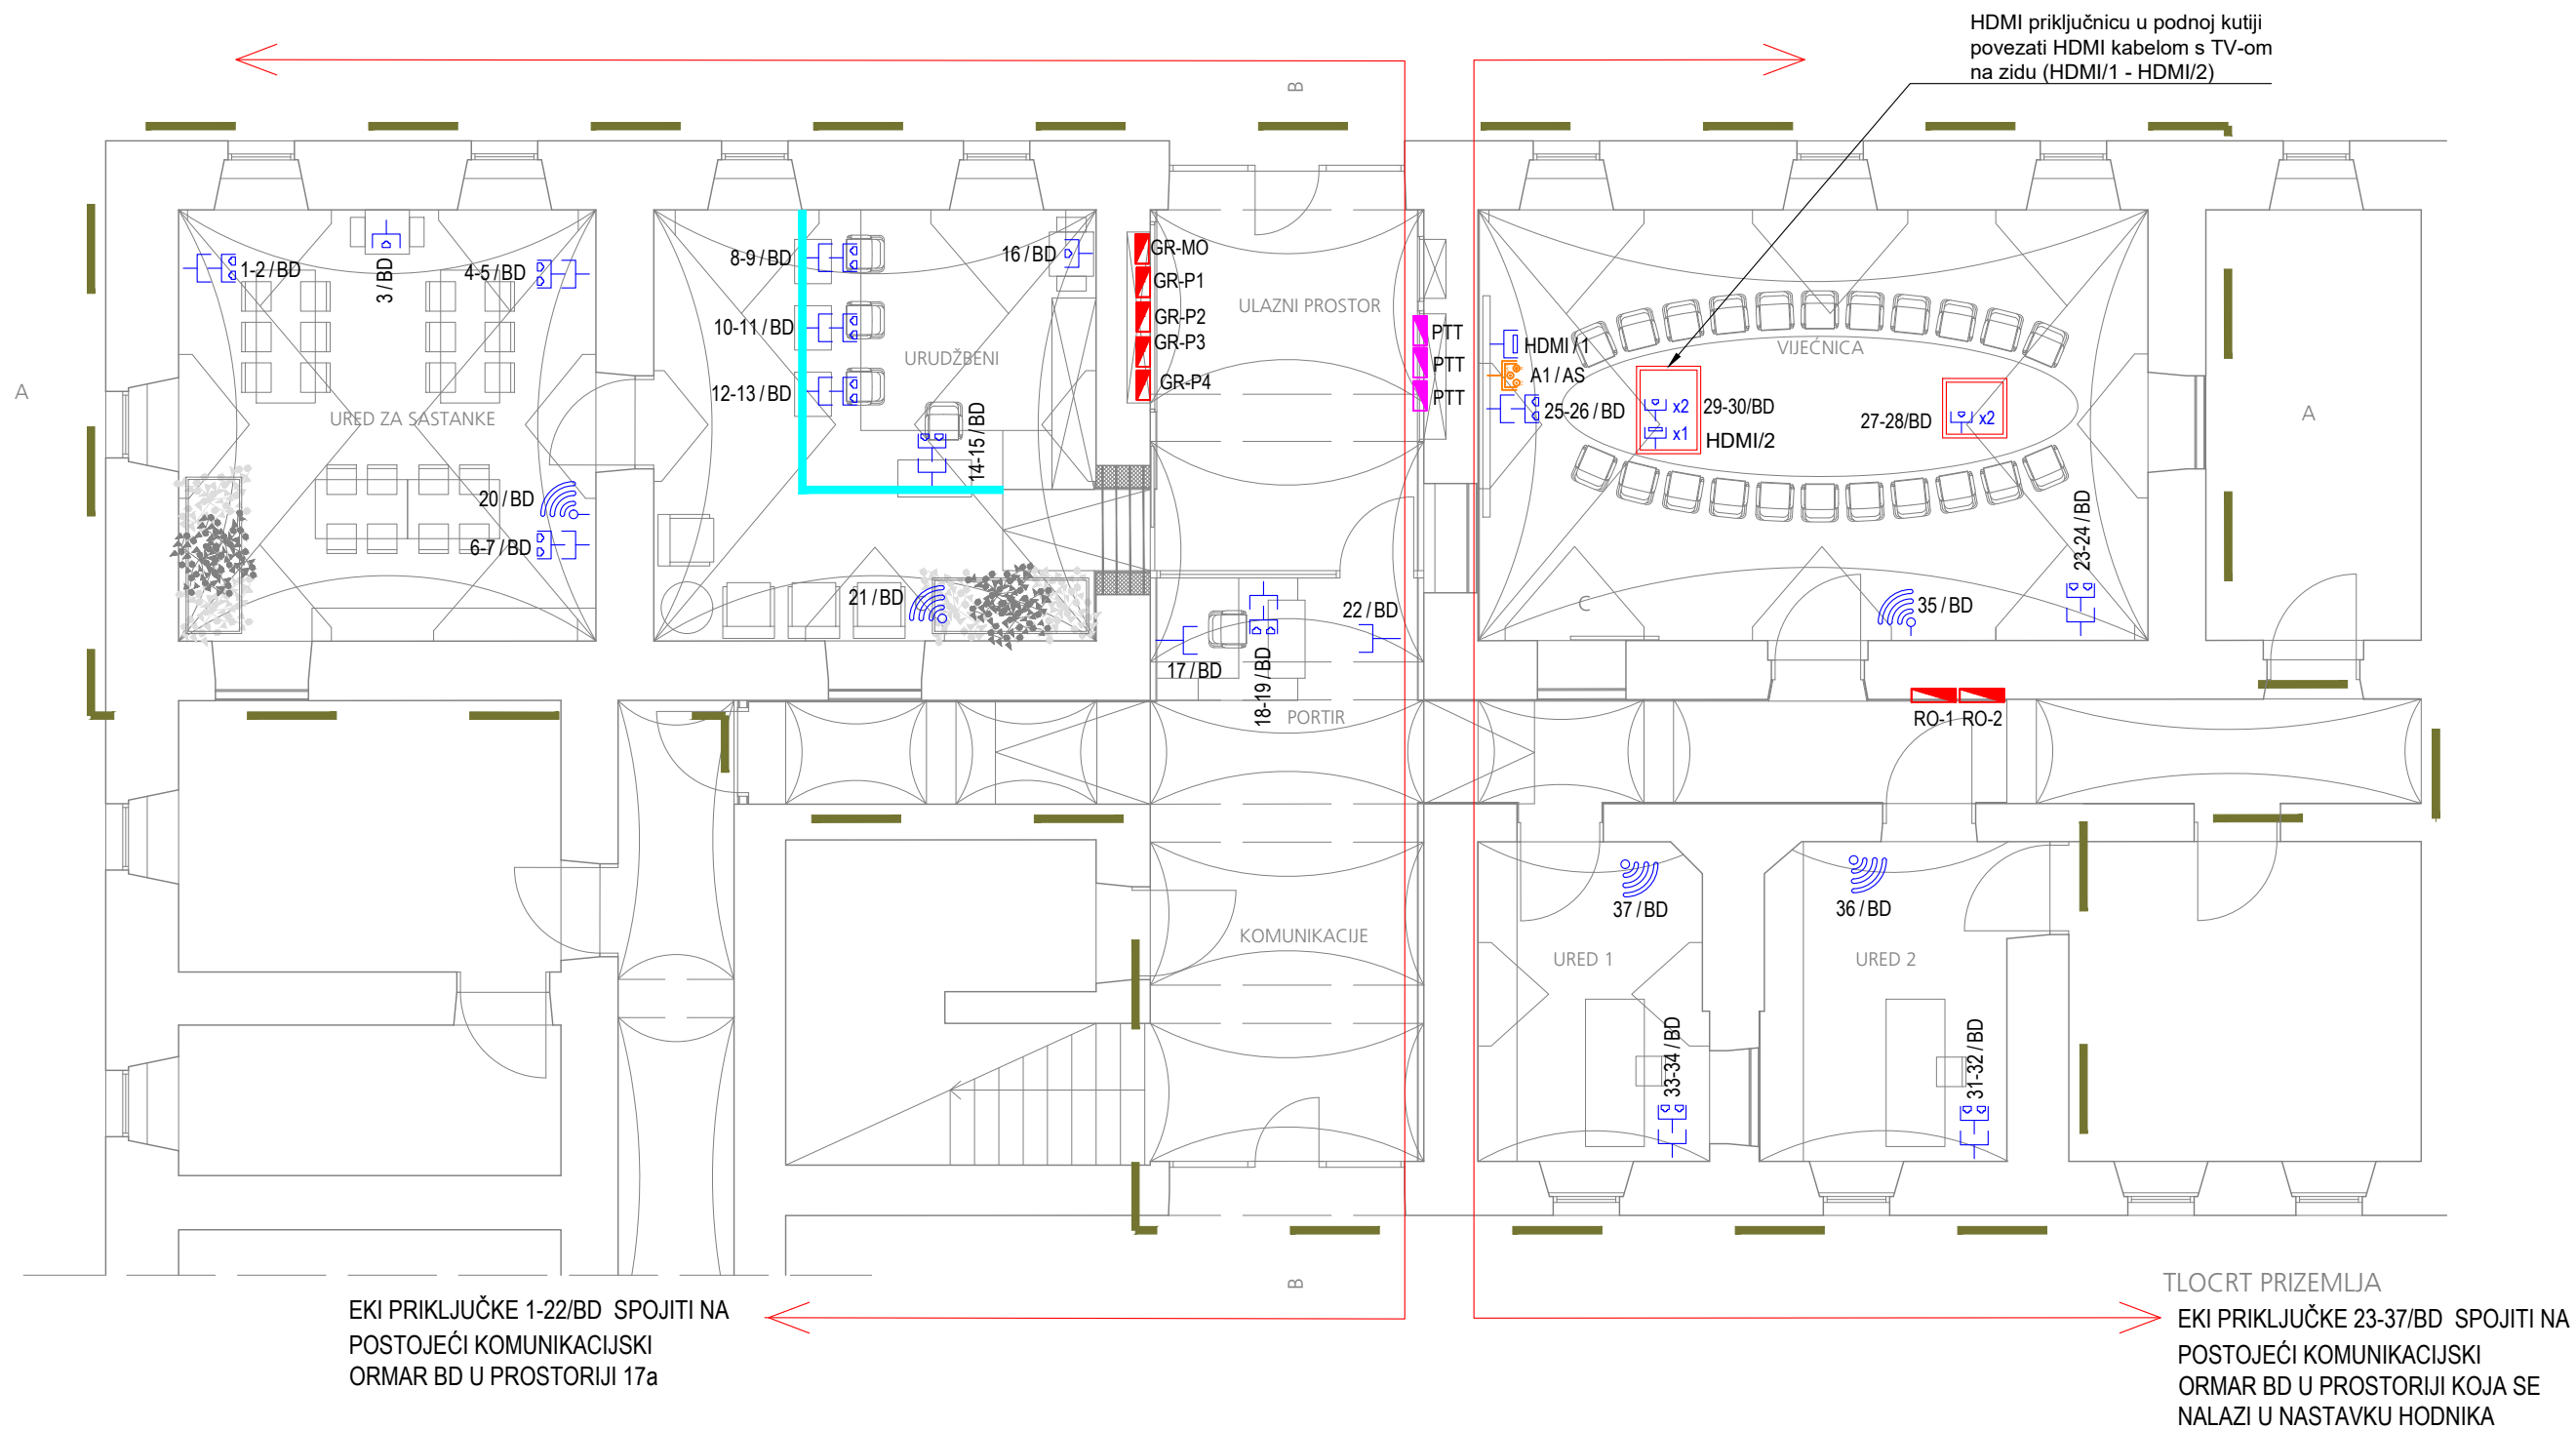 HDMI priključnicu u podnoj kutiji
povezati HDMI kabelom s TV-om
na zidu (HDMI/1 - HDMI/2)
B
1-2/BD
3/BD
4-5/BD
8-9/BD
16/BD
GR-MO
GR-P1
GR-P2
GR-P3
GR-P4
10-11/BD
12-13/BD
14-15/BD
URUDŽBENI
ULAZNI PROSTOR
PTT
PTT
PTT
HDMI/1
A1/AS
25-26/BD
VIJEĆNICA
x2
29-30/BD
x1
HDMI/2
27-28/BD
x2
A
A
URED ZA SASTANKE
20/BD
6-7/BD
21/BD
17/BD
18-19/BD
22/BD
C
35/BD
23-24/BD
PORTIR
RO-1
RO-2
37/BD
36/BD
KOMUNIKACIJE
URED 1
URED 2
33-34/BD
31-32/BD
B
TLOCRT PRIZEMLJA
EKI PRIKLJUČKE 1-22/BD SPOJITI NA
POSTOJEĆI KOMUNIKACIJSKI
ORMAR BD U PROSTORIJI 17a
EKI PRIKLJUČKE 23-37/BD SPOJITI NA
POSTOJEĆI KOMUNIKACIJSKI
ORMAR BD U PROSTORIJI KOJA SE
NALAZI U NASTAVKU HODNIKA